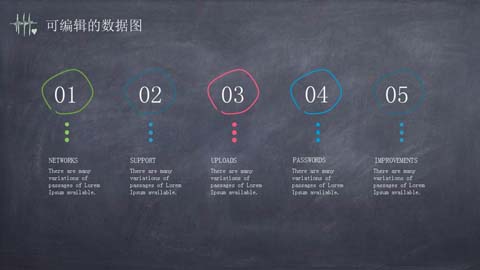 可编辑的数据图
01
02
03
04
05
NETWORKS
There are many
variations of
passages of Lorem
Ipsum available.
SUPPORT
There are many
variations of
passages of Lorem
Ipsum available.
UPLOADS
There are many
variations of
passages of Lorem
Ipsum available.
PASSWORDS
There are many
variations of
passages of Lorem
Ipsum available.
IMPROVEMENTS
There are many
variations of
passages of Lorem
Ipsum available.